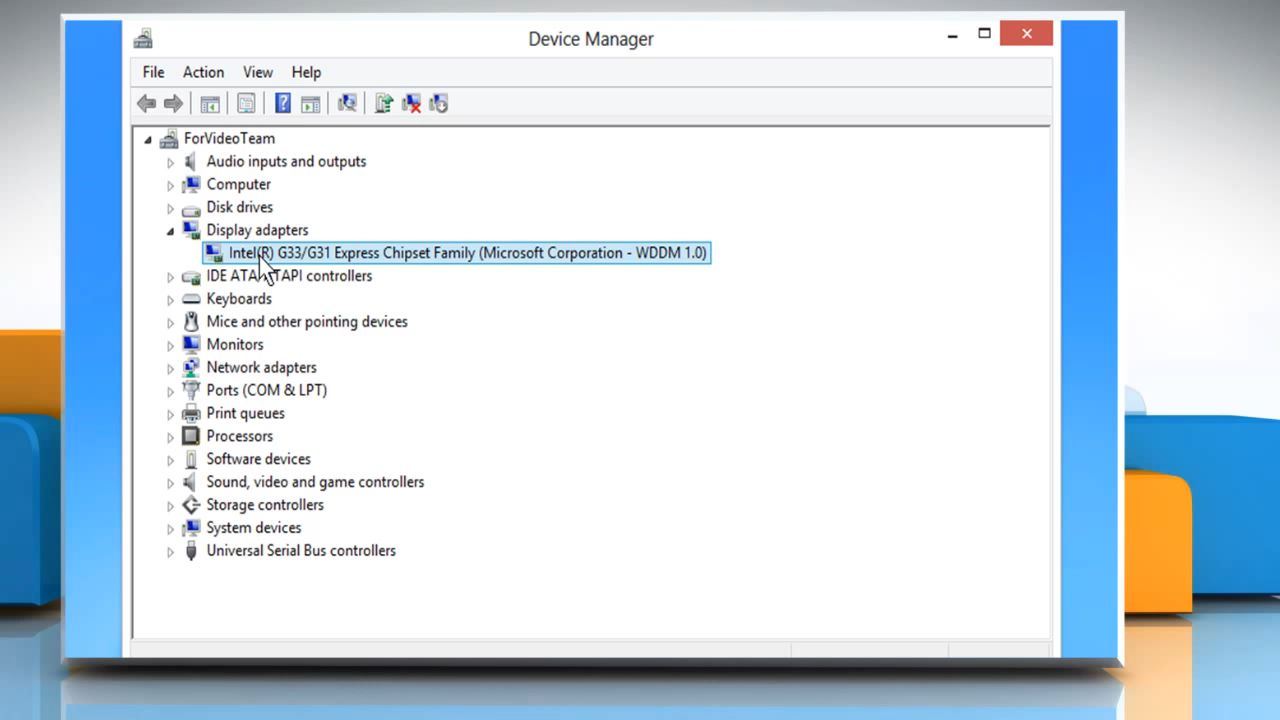 Device Manager
File Action View Help
ForVideoTeam
Audio inputs and outputs
Computer
Disk drives
Display adapters
Intel(R) G33/G31 Express Chipset Family (Microsoft Corporation - WDDM 1.0)
IDE ATA/ATAPI controllers
Keyboards
Mice and other pointing devices
Monitors
Network adapters
Ports (COM & LPT)
Print queues
Processors
Software devices
Sound, video and game controllers
Storage controllers
System devices
Universal Serial Bus controllers